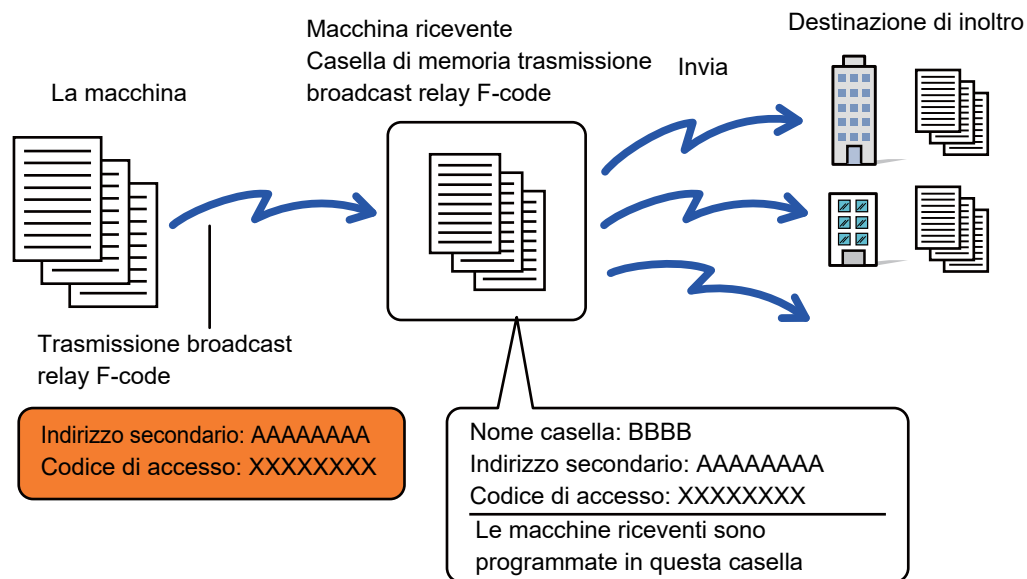 La macchina
Macchina ricevente
Casella di memoria trasmissione
broadcast relay F-code
Invia
Destinazione di inoltro
Trasmissione broadcast
relay F-code
Indirizzo secondario: AAAAAAAA
Codice di accesso: XXXXXXXX
Nome casella: BBBB
Indirizzo secondario: AAAAAAAA
Codice di accesso: XXXXXXXX
Le macchine riceventi sono
programmate in questa casella